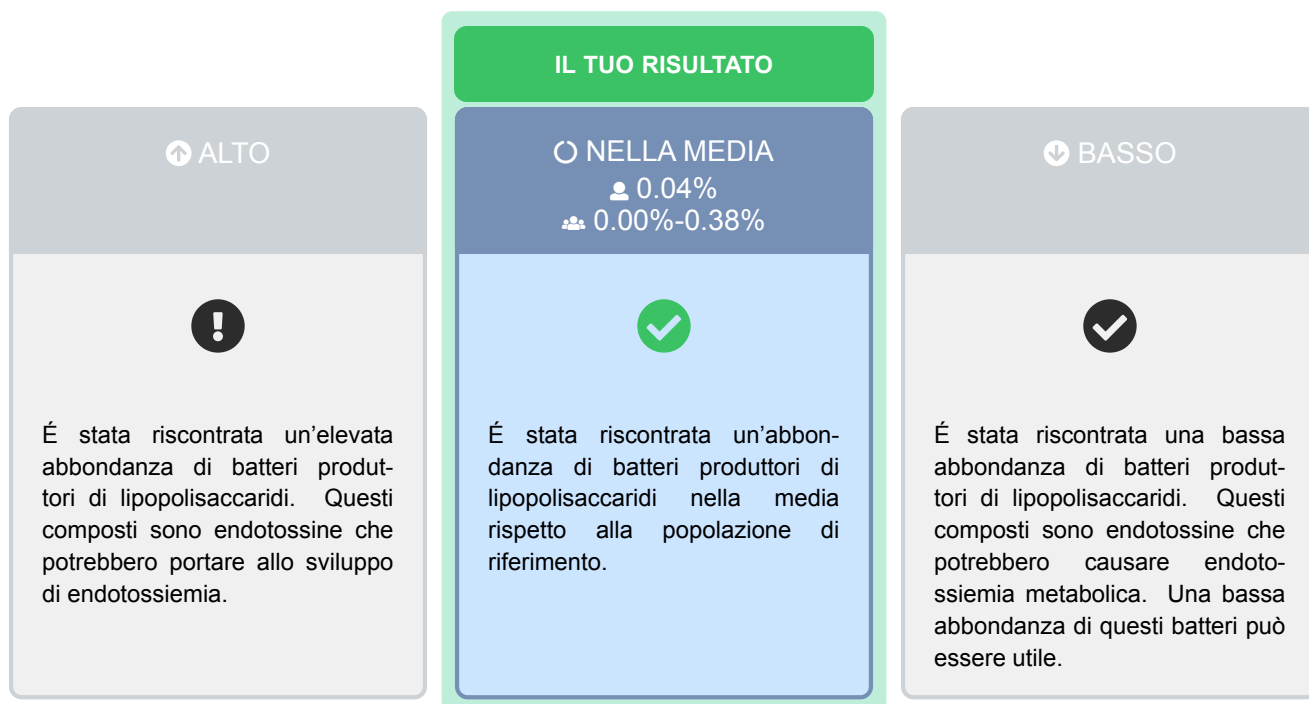 IL TUO RISULTATO
ALTO
É stata riscontrata un’elevata
abbondanza di batteri produt-
tori di lipopolisaccaridi. Questi
composti sono endotossine che
potrebbero portare allo sviluppo
di endotossiemia.
NELLA MEDIA
0.04%
0.00%-0.38%
É stata riscontrata un’abbon-
danza di batteri produttori di
lipopolisaccaridi nella media
rispetto alla popolazione di
riferimento.
BASSO
É stata riscontrata una bassa
abbondanza di batteri produt-
tori di lipopolisaccaridi. Questi
composti sono endotossine che
potrebbero causare endoto-
ssiemia metabolica. Una bassa
abbondanza di questi batteri può
essere utile.